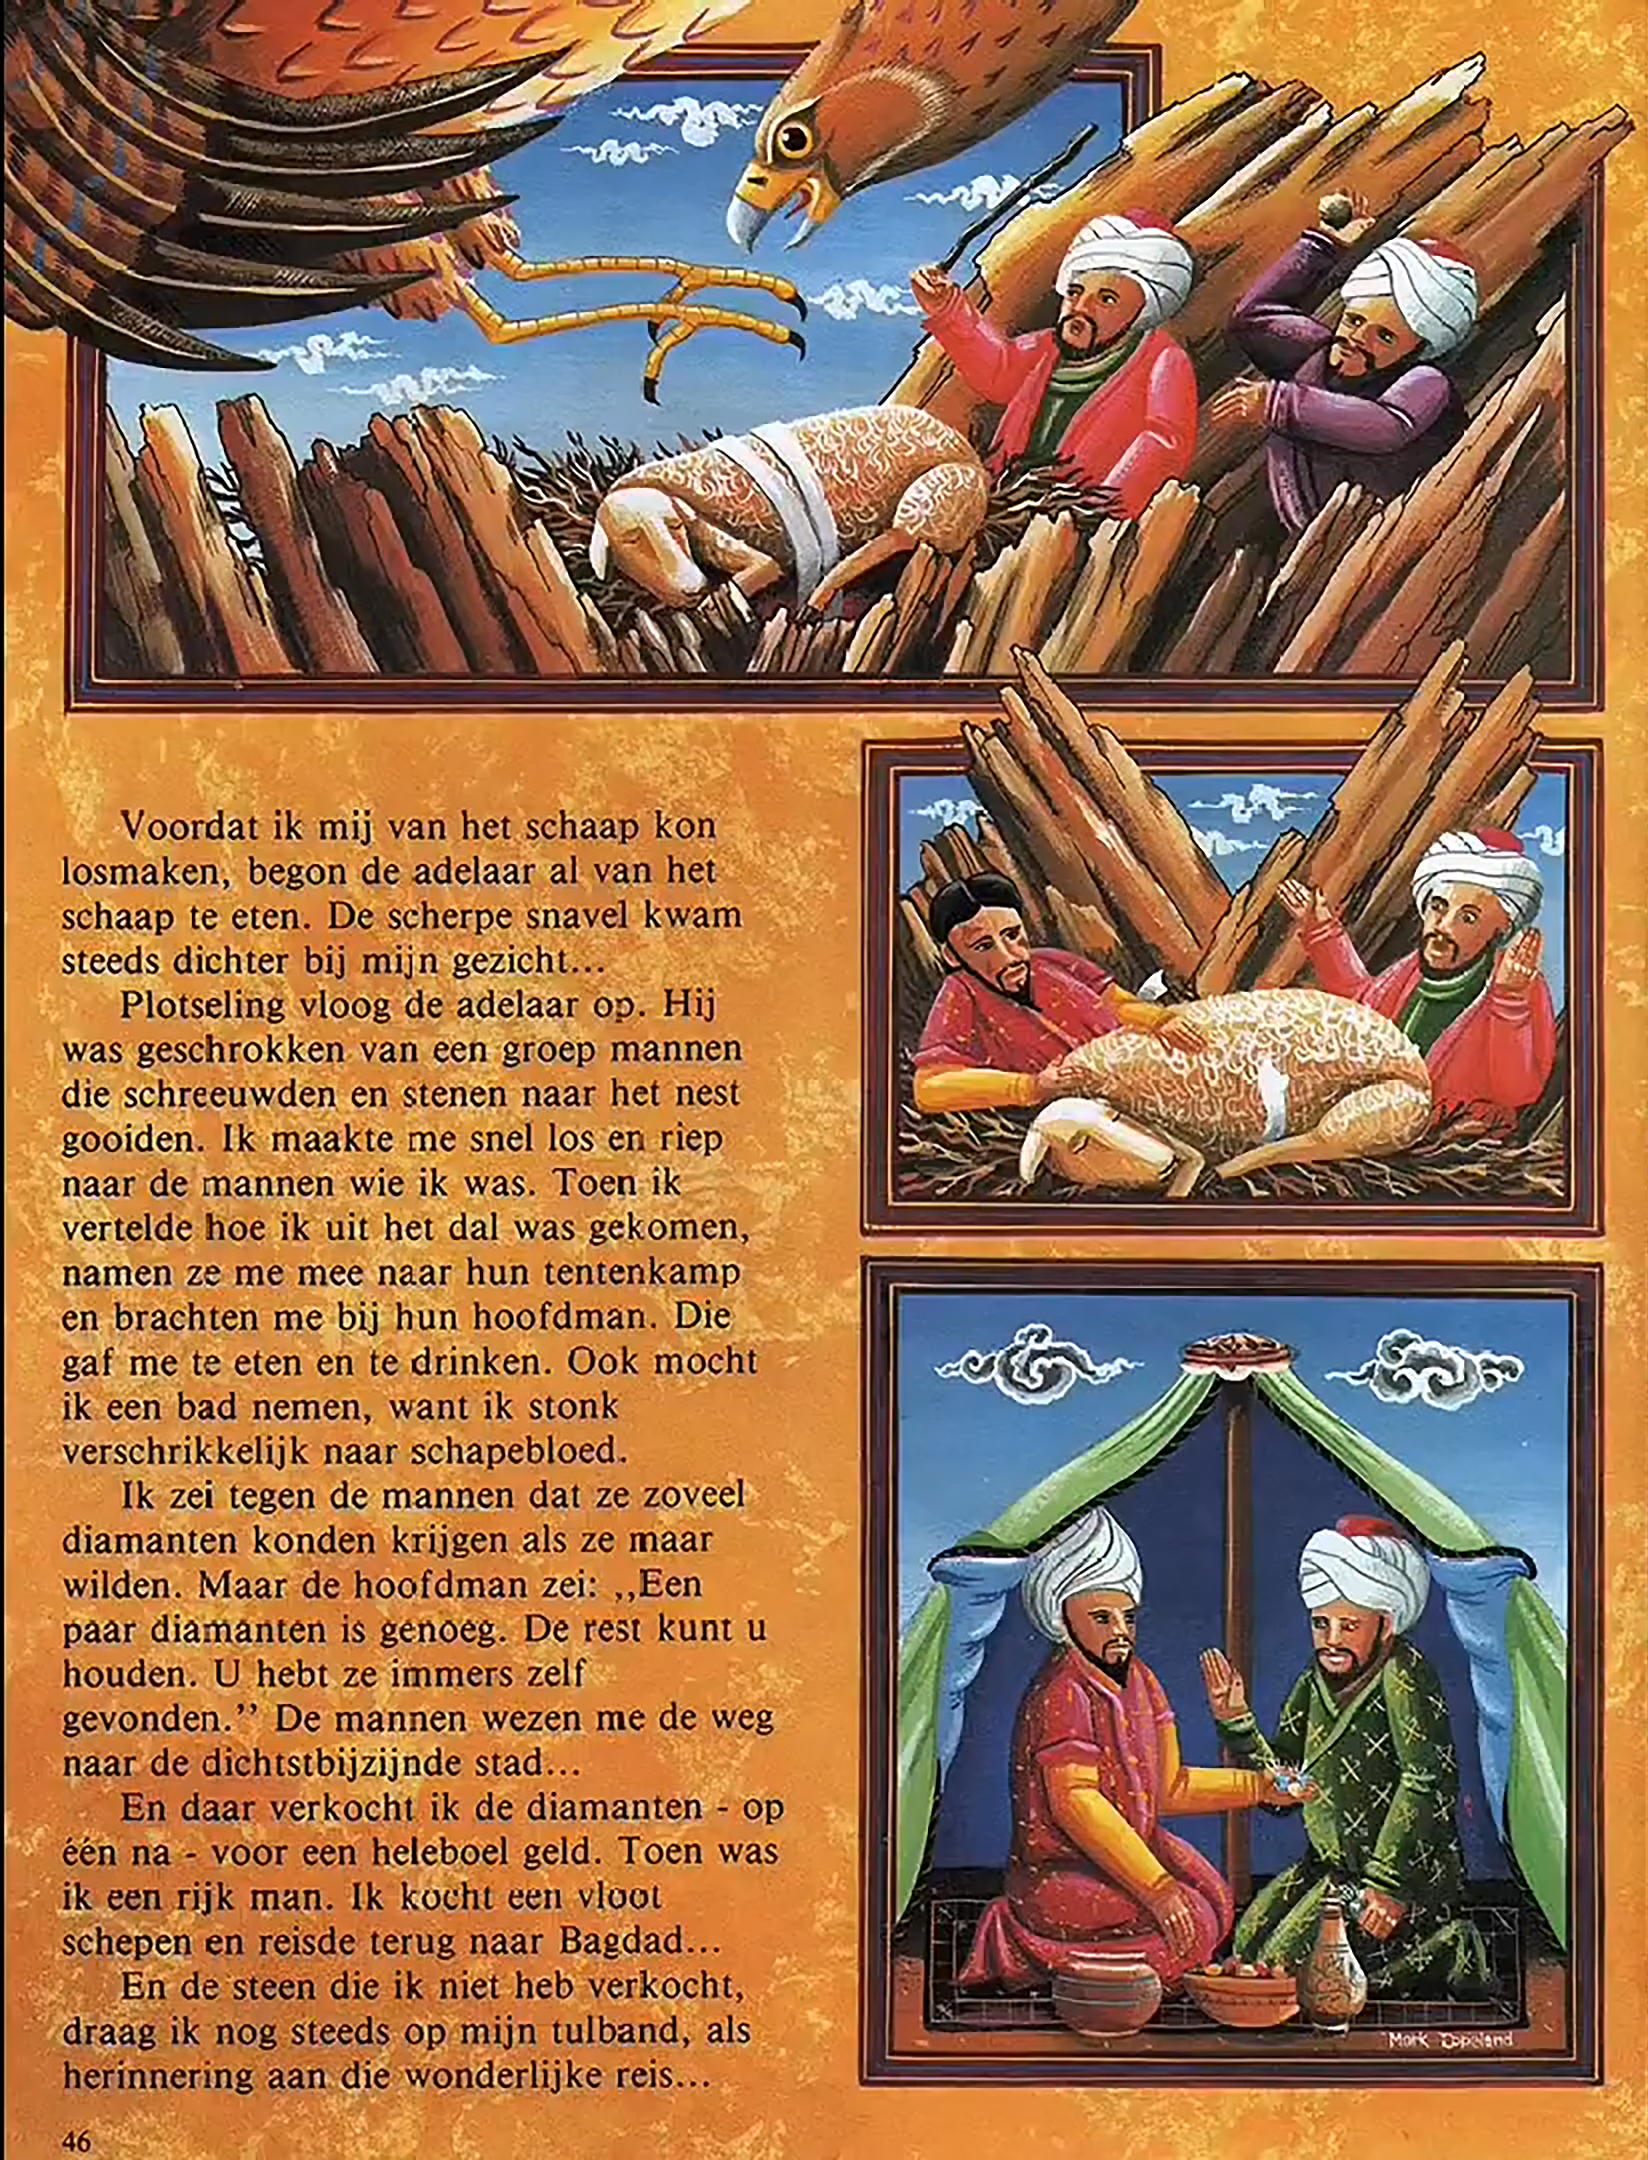 Voordat ik mij van het schaap kon
losmaken, begon de adelaar al van het
schaap te eten. De scherpe snavel kwam
steeds dichter bij mijn gezicht...
Plotseling vloog de adelaar op. Hij
was geschrokken van een groep mannen
die schreeuwden en stenen naar het nest
gooiden. Ik maakte me snel los en riep
naar de mannen wie ik was. Toen ik
vertelde hoe ik uit het dal was gekomen,
namen ze me mee naar hun tentenkamp
en brachten me bij hun hoofdman. Die
gaf me te eten en te drinken. Ook mocht
ik een bad nemen, want ik stonk
verschrikkelijk naar schapebloed.
Ik zei tegen de mannen dat ze zoveel
diamanten konden krijgen als ze maar
wilden. Maar de hoofdman zei: ,,Een
paar diamanten is genoeg. De rest kunt u
houden. U hebt ze immers zelf
gevonden.” De mannen wezen me de weg
naar de dichtstbijzijnde stad...
En daar verkocht ik de diamanten - op
één na - voor een heleboel geld. Toen was
ik een rijk man. Ik kocht een vloot
schepen en reisde terug naar Bagdad...
En de steen die ik niet heb verkocht,
draag ik nog steeds op mijn tulband, als
herinnering aan die wonderlijke reis...
Mark Copeland
46